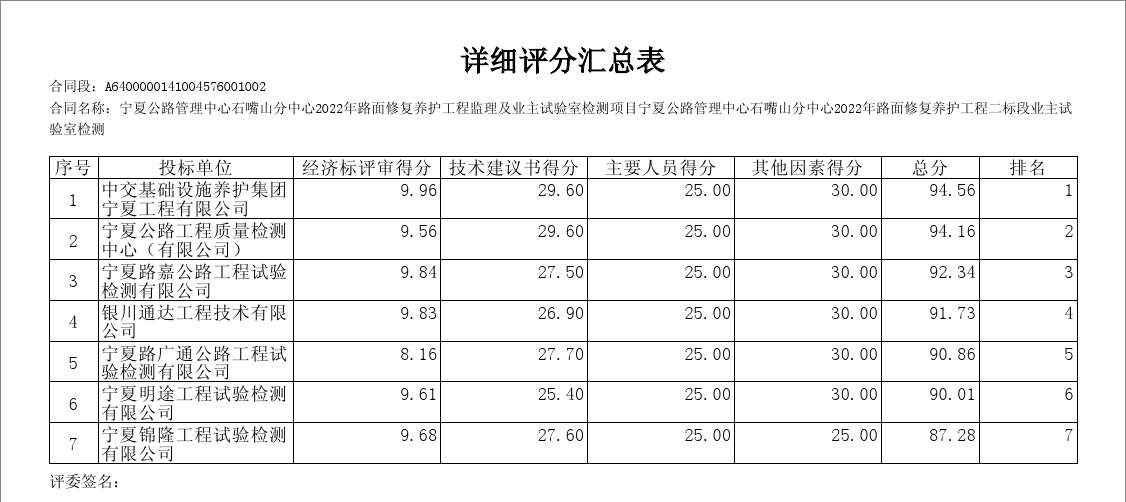 详细评分汇总表
合同段：A6400000141004576001002
合同名称：宁夏公路管理中心石嘴山分中心2022年路面修复养护工程监理及业主试验室检测项目宁夏公路管理中心石嘴山分中心2022年路面修复养护工程二标段业主试
验室检测
序号 投标单位 经济标评审得分 技术建议书得分 主要人员得分 其他因素得分 总分 排名
1 中交基础设施养护集团 9.96 29.60 25.00 30.00 94.56 1
宁夏工程有限公司
2 宁夏公路工程质量检测 9.56 29.60 25.00 30.00 94.16 2
中心（有限公司）
3 宁夏路嘉公路工程试验 9.84 27.50 25.00 30.00 92.34 3
检测有限公司
4 银川通达工程技术有限 9.83 26.90 25.00 30.00 91.73 4
公司
5 宁夏路广通公路工程试 8.16 27.70 25.00 30.00 90.86 5
验检测有限公司
6 宁夏明途工程试验检测 9.61 25.40 25.00 30.00 90.01 6
有限公司
7 宁夏锦隆工程试验检测 9.68 27.60 25.00 25.00 87.28 7
有限公司
评委签名：